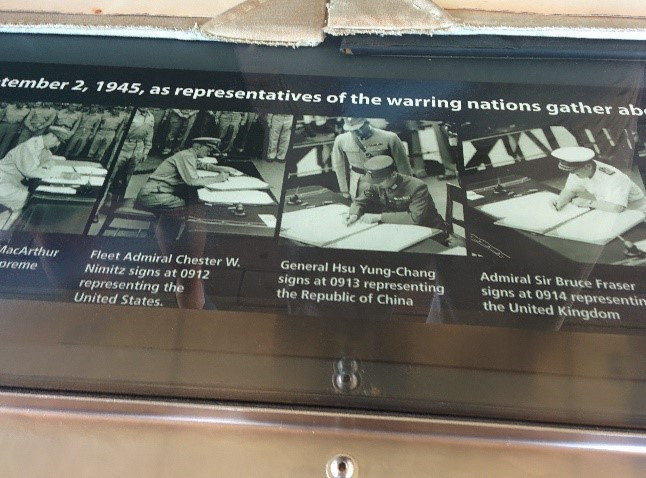 tember 2, 1945, as representatives of the warring nations gather abo
MacArthur
preme
Fleet Admiral Chester W.
Nimitz signs at 0912
representing the
United States.
General Hsu Yung-Chang
signs at 0913 representing
the Republic of China
Admiral Sir Bruce Fraser
signs at 0914 representin
the United Kingdom